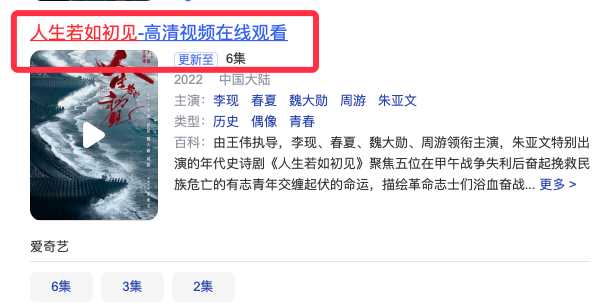 人生若如初见-高清视频在线观看
更新至 6集
2022 中国大陆
主演：李现 春夏 魏大勋 周游 朱亚文
类型：历史 偶像 青春
百科：由王伟执导，李现、春夏、魏大勋、周游领衔主演，朱亚文特别出
演的年代史诗剧《人生若如初见》聚焦五位在甲午战争失利后奋起挽救民
族危亡的有志青年交缠起伏的命运，描绘革命志士们浴血奋战... 更多 >
爱奇艺
6集 3集 2集